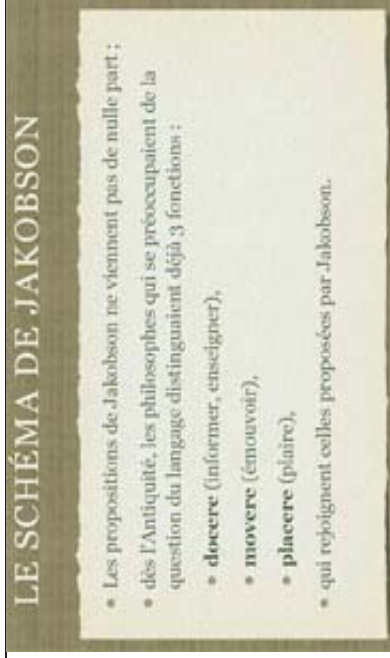 LE SCHÉMA DE JAKOBSON
• Les propositions de Jakobson ne viennent pas de nulle part ;
• dès l'Antiquité, les philosophes qui se préoccupaient de la
question du langage distinguaient déjà 3 fonctions :
• docere (informer, enseigner),
• movere (émouvoir),
• placere (plaire),
• qui rejoignent celles proposées par Jakobson.